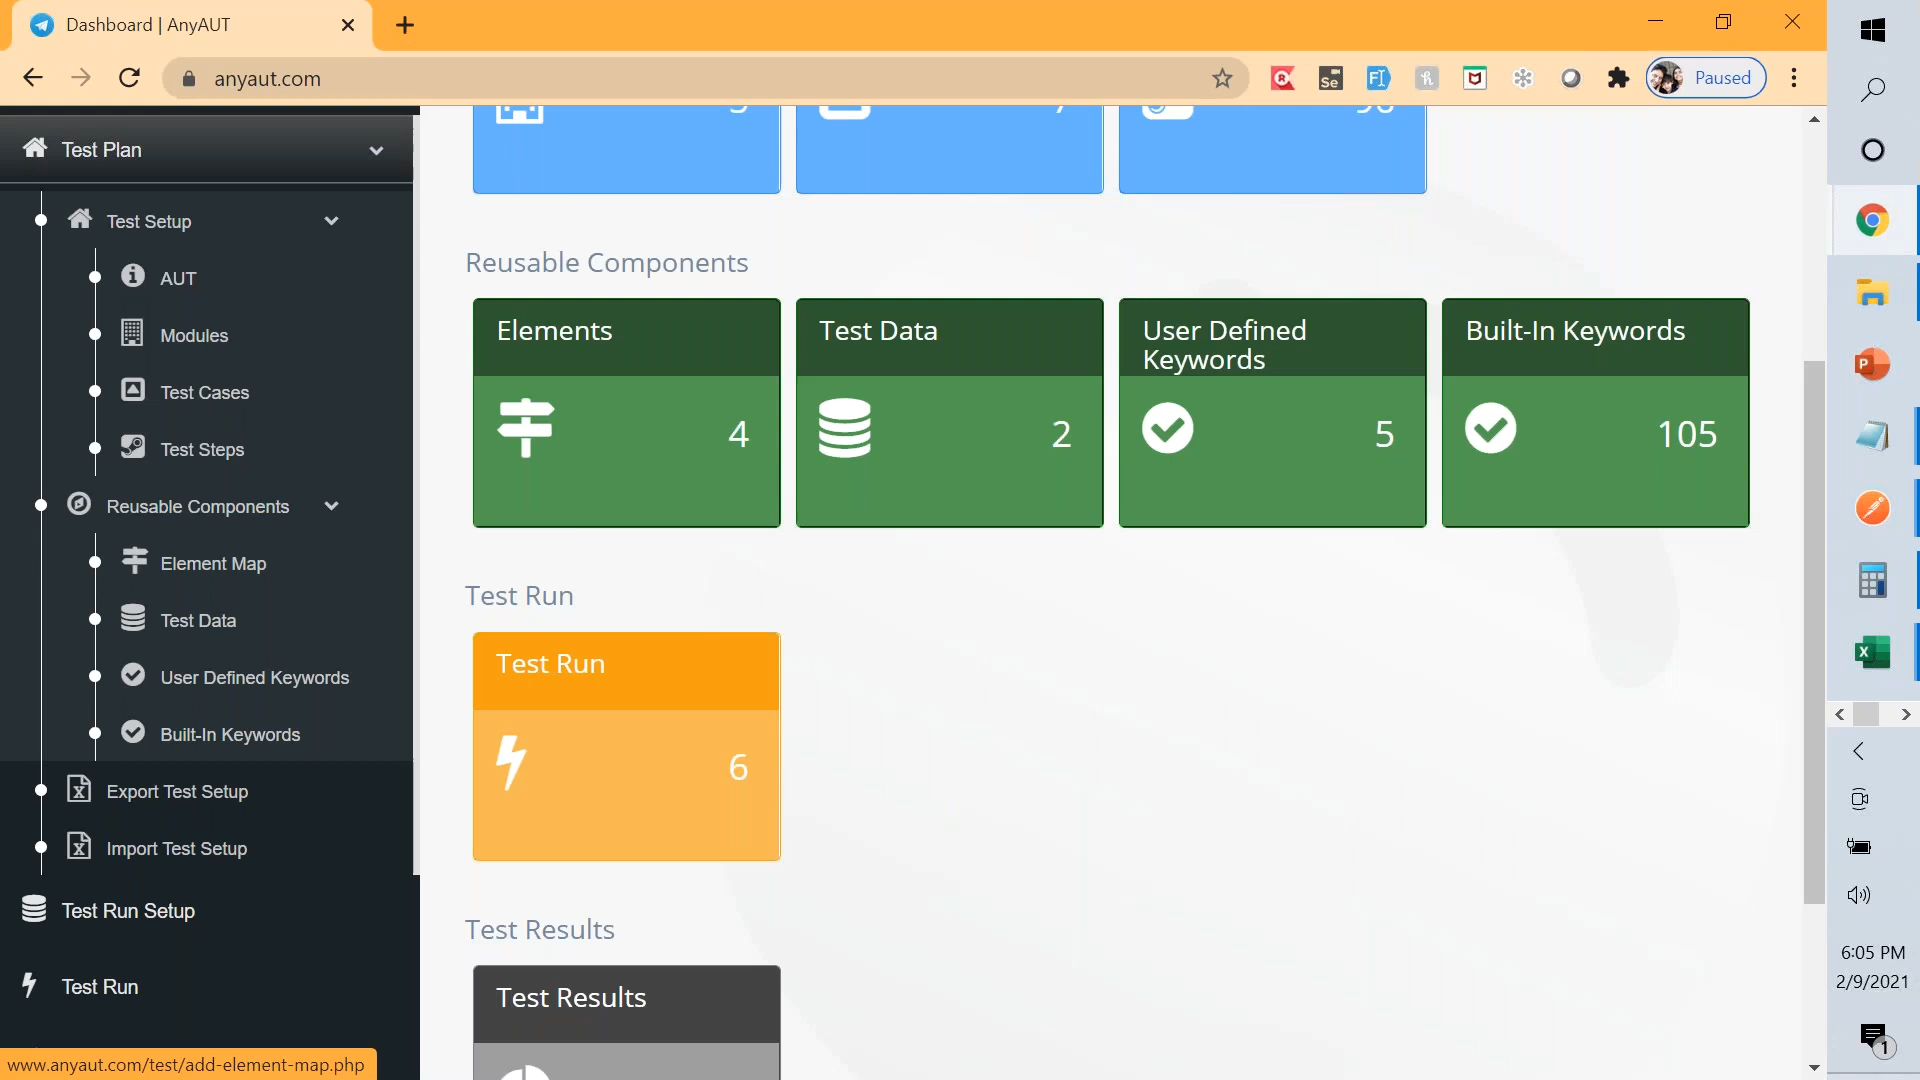 Dashboard | AnyAUT
anyaut.com
Paused
Test Plan
Test Setup
AUT
Modules
Test Cases
Test Steps
Reusable Components
Element Map
Test Data
User Defined Keywords
Built-In Keywords
Export Test Setup
Import Test Setup
Test Run Setup
Test Run
www.anyaut.com/test/add-element-map.php
Reusable Components
Elements
4
Test Data
2
User Defined
Keywords
5
Built-In Keywords
105
Test Run
Test Run
6
Test Results
Test Results
6:05 PM
2/9/2021
1